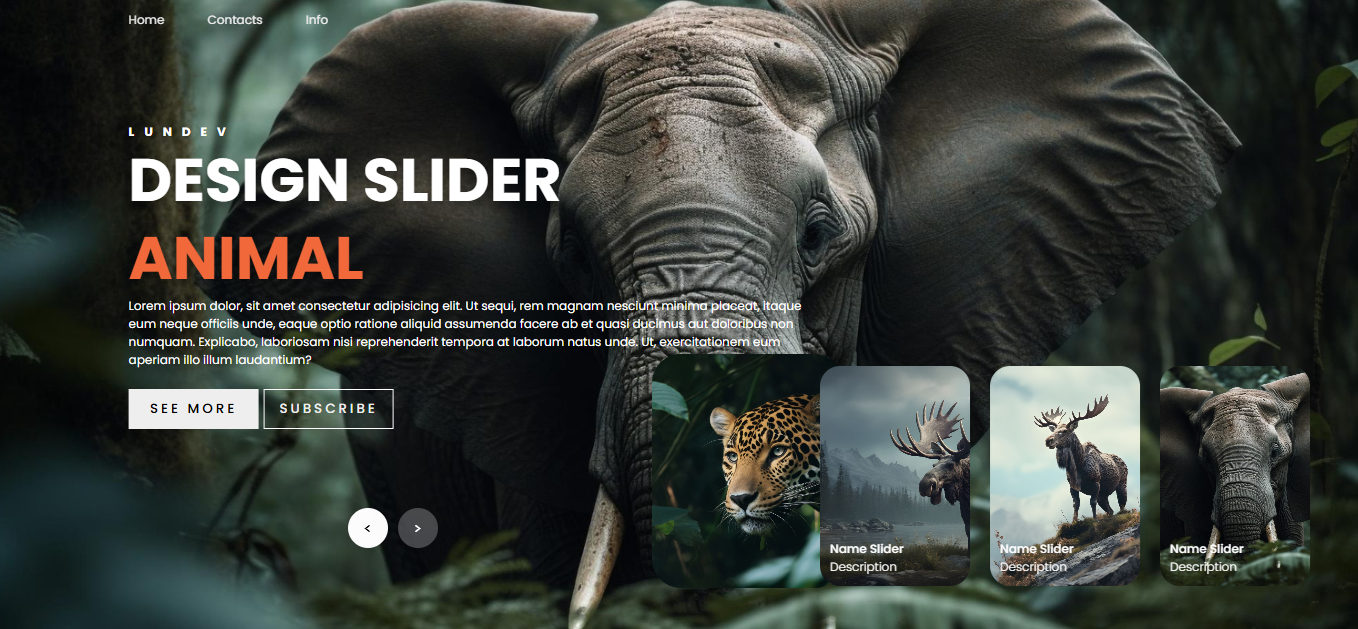 Home Contacts Info
LUNDEV
DESIGN SLIDER
ANIMAL
Lorem ipsum dolor, sit amet consectetur adipisicing elit. Ut sequi, rem magnam nesciunt minima placeat, itaque
eum neque officiis unde, eaque optio ratione aliquid assumenda facere ab et quasi ducimus aut doloribus non
numquam. Explicabo, laboriosam nisi reprehenderit tempora at laborum natus unde. Ut, exercitationem eum
aperiam illo illum laudantium?
SEE MORE SUBSCRIBE
< >
Name Slider
Description
Name Slider
Description
Name Slider
Description